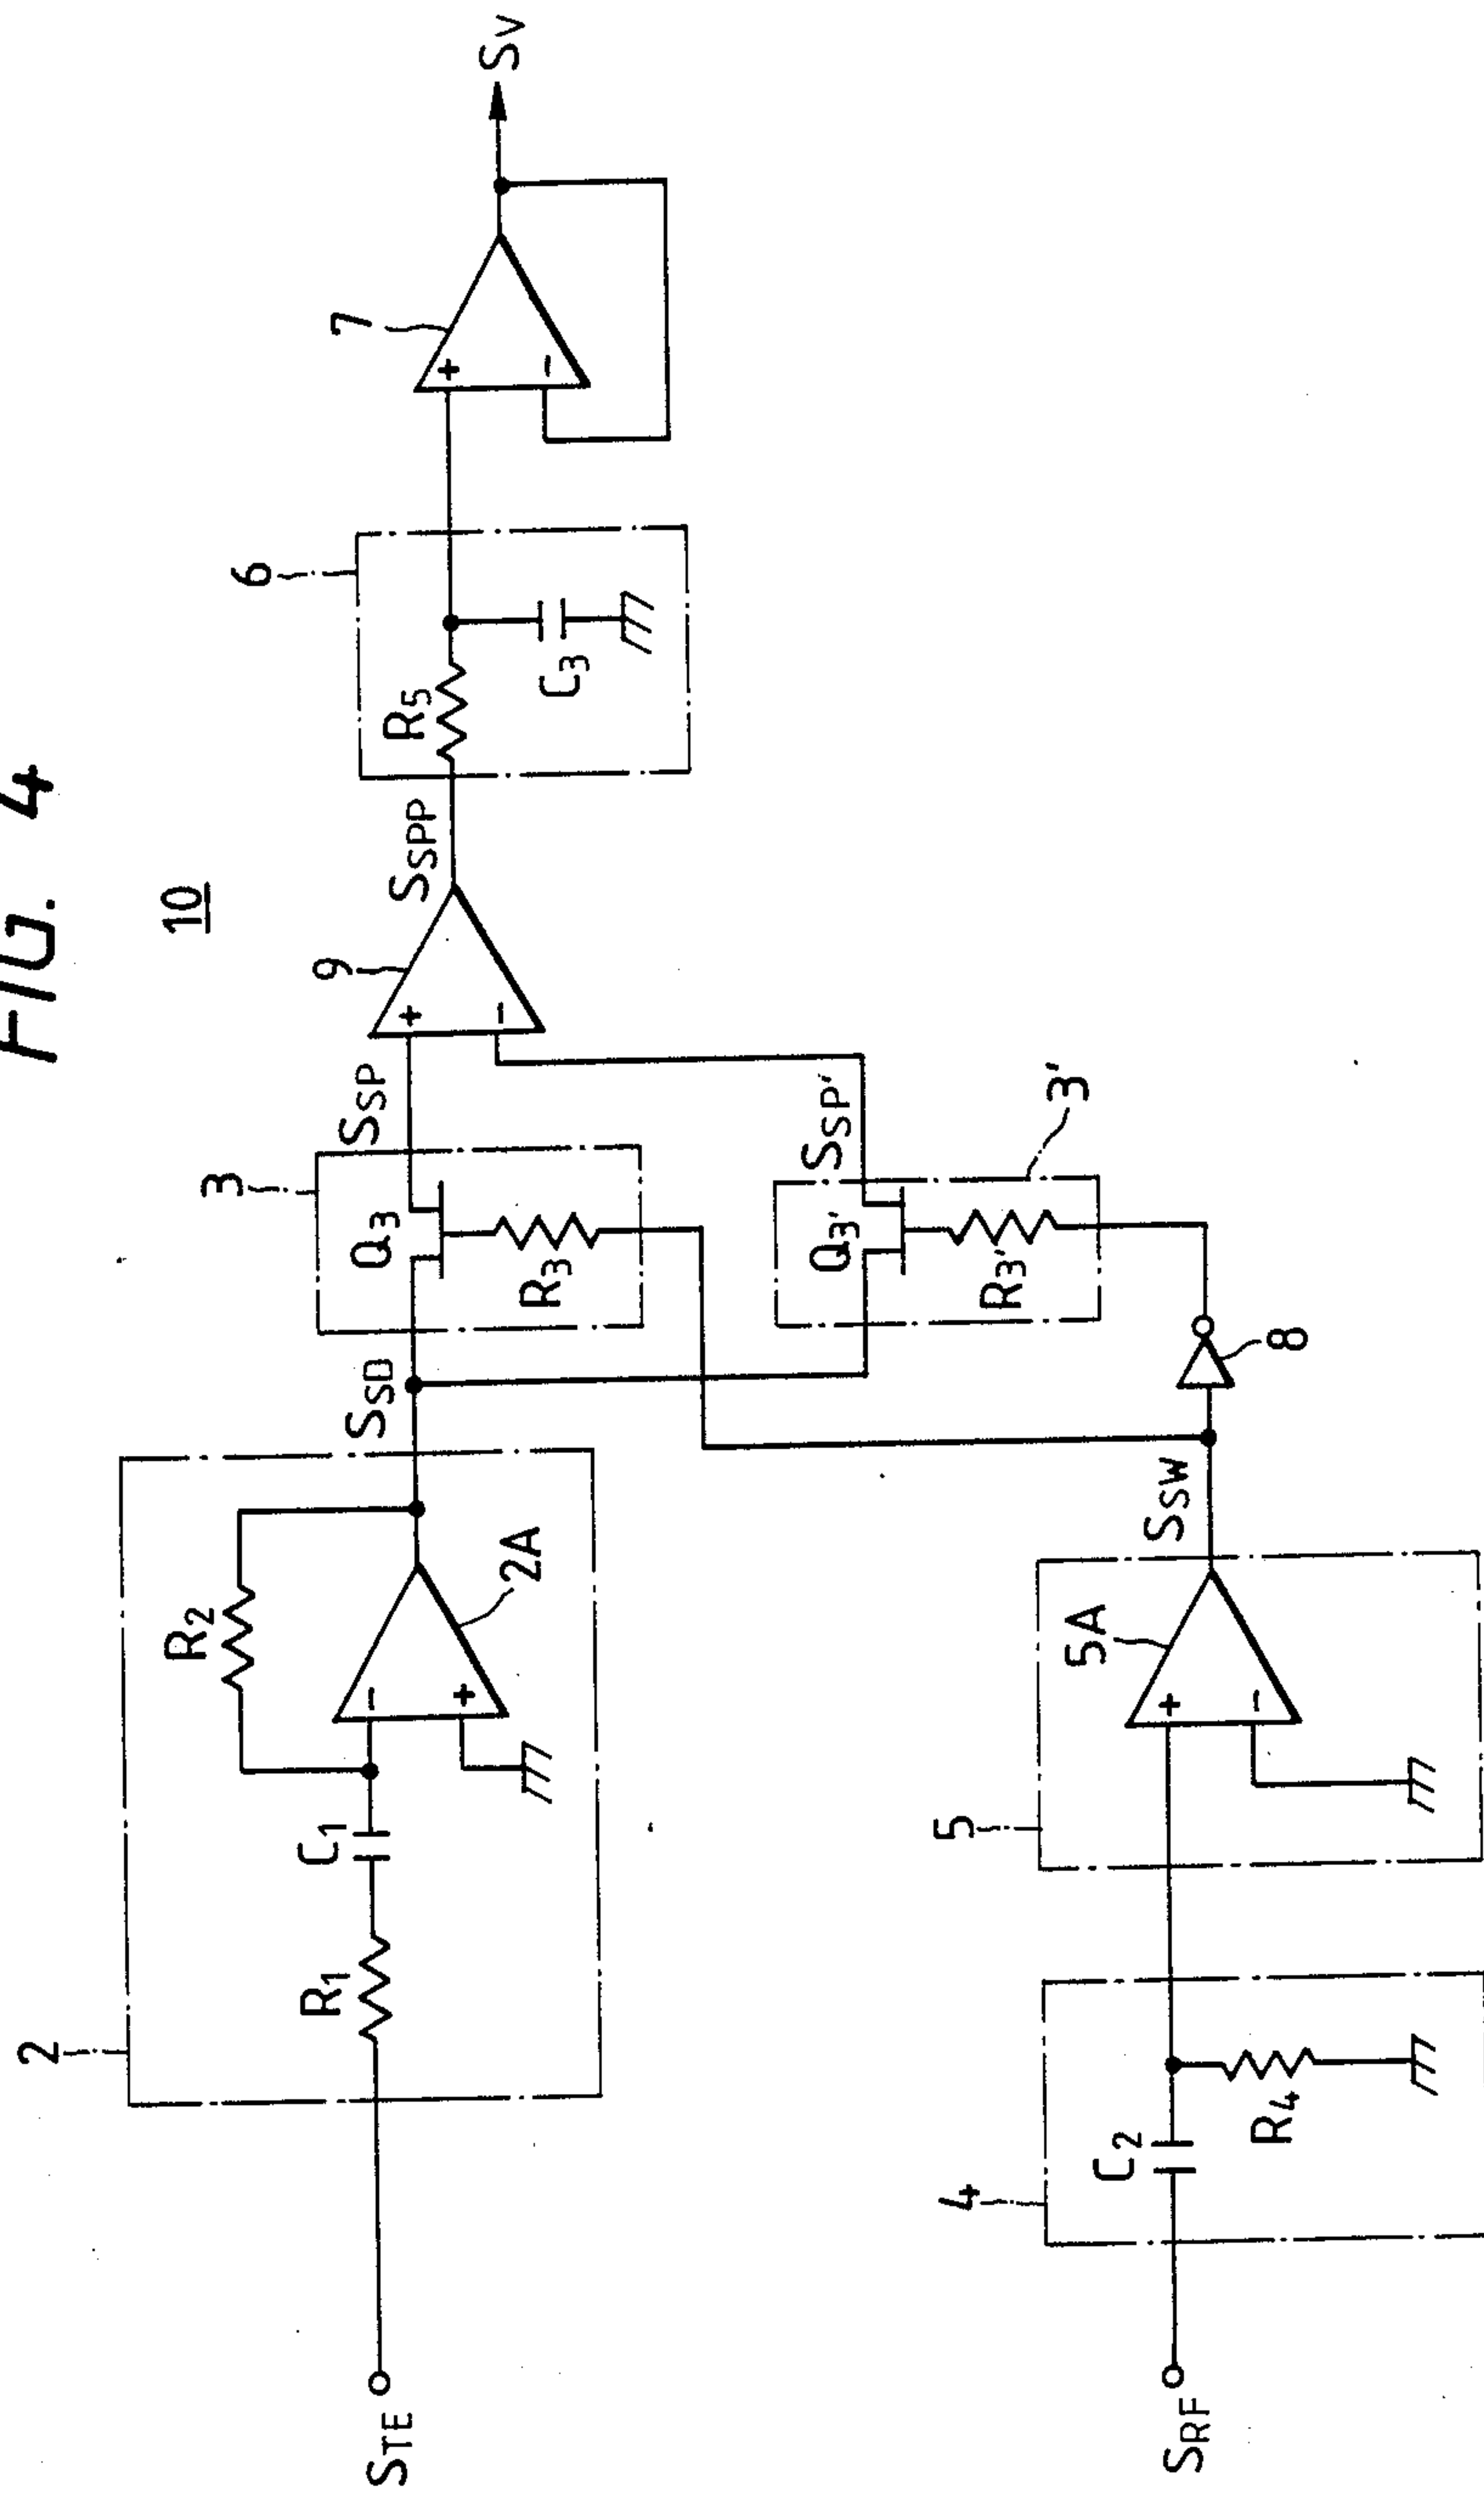 FIG. 4
10
2
R2
R1
C1
-
+
2A
STE
SSD
3
Q3
R3
SSP
9
+
-
SSPP
6
R5
C3
7
+
-
SV
Q3'
R3'
SSP'
3'
8
4
C2
R4
SRF
5
5A
+
-
SSW